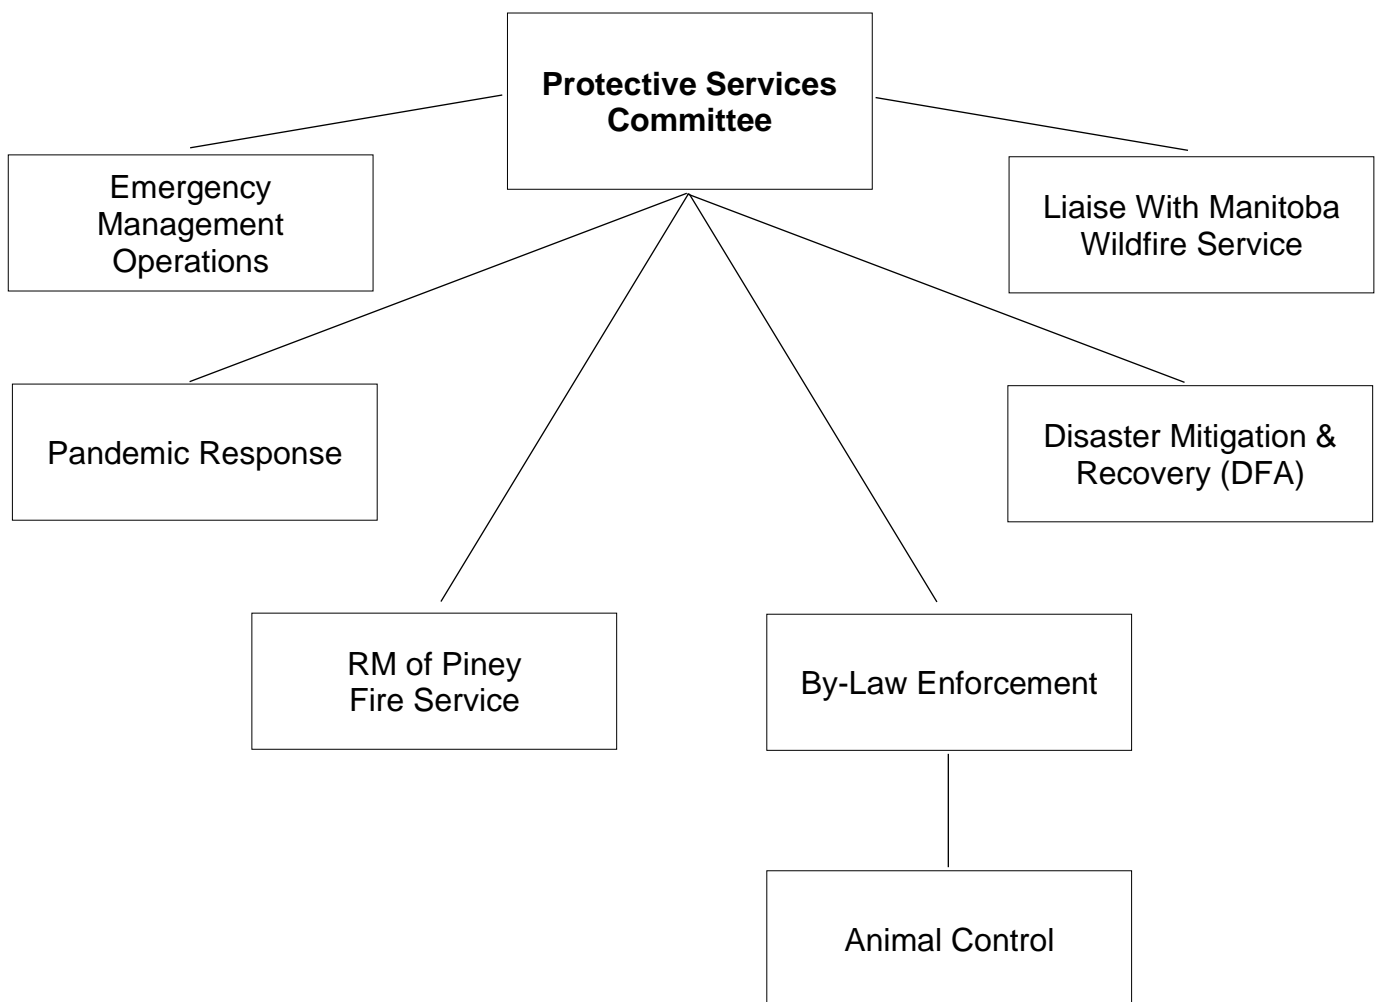 Protective Services
Committee
Emergency
Management
Operations
Liaise With Manitoba
Wildfire Service
Pandemic Response
Disaster Mitigation &
Recovery (DFA)
RM of Piney
Fire Service
By-Law Enforcement
Animal Control